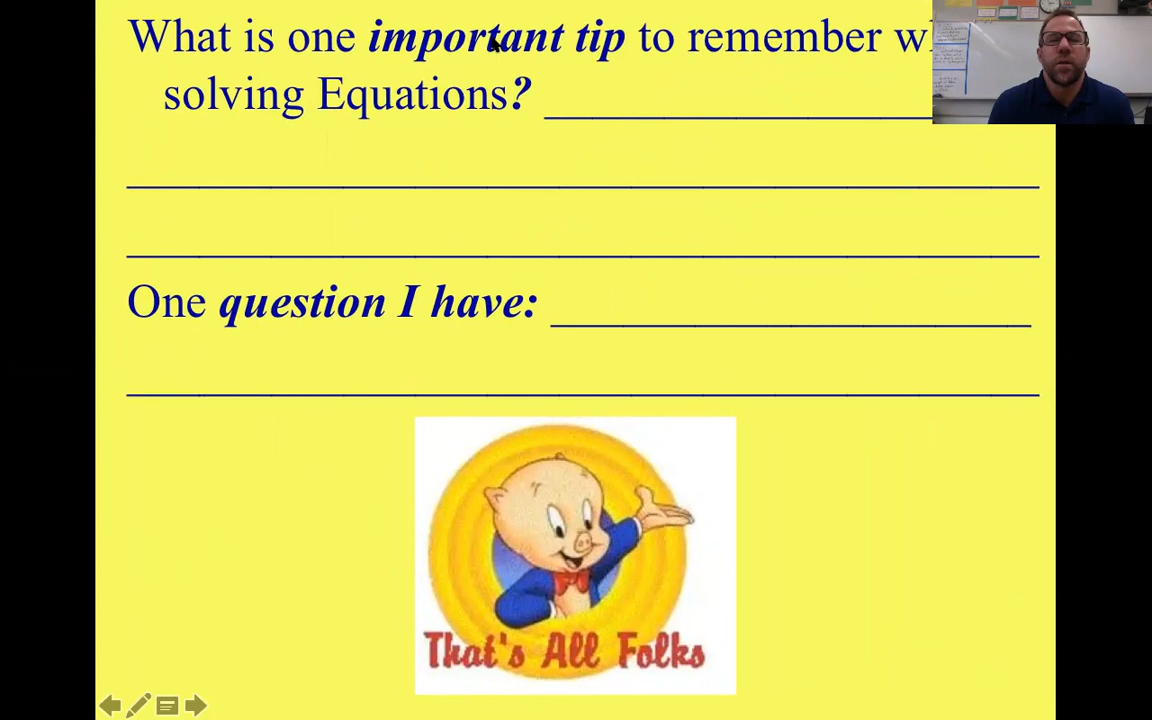 What is one important tip to remember
solving Equations?
One question I have:
That's All Folks